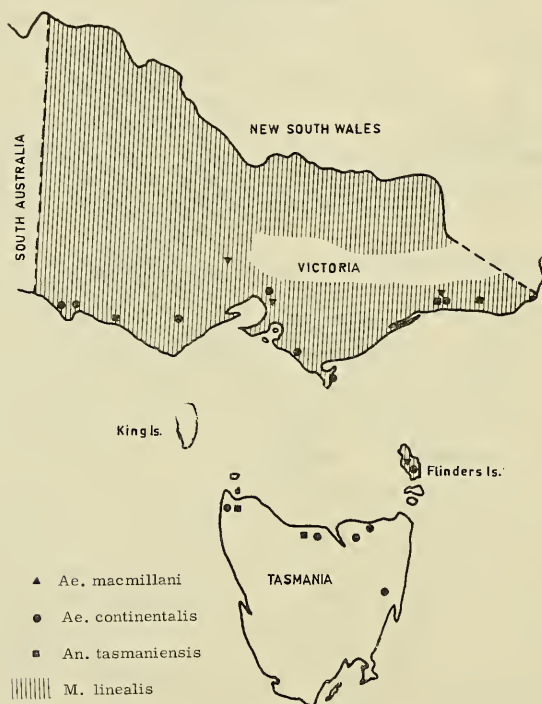 NEW SOUTH WALES
SOUTH AUSTRALIA
VICTORIA
King Is.
Flinders Is.
TASMANIA
Ae. macmillani
Ae. continentalis
An. tasmaniensis
M. linealis